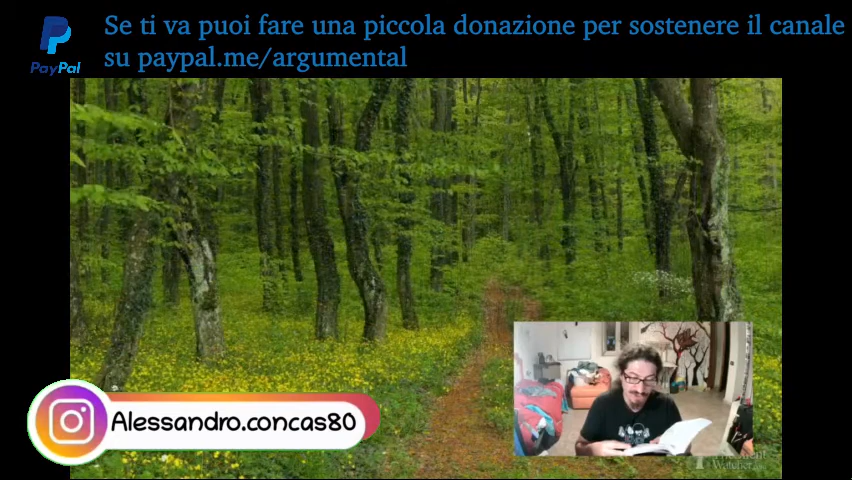 Se ti va puoi fare una piccola donazione per sostenere il canale
su paypal.me/argumental
PayPal
Alessandro.concas80